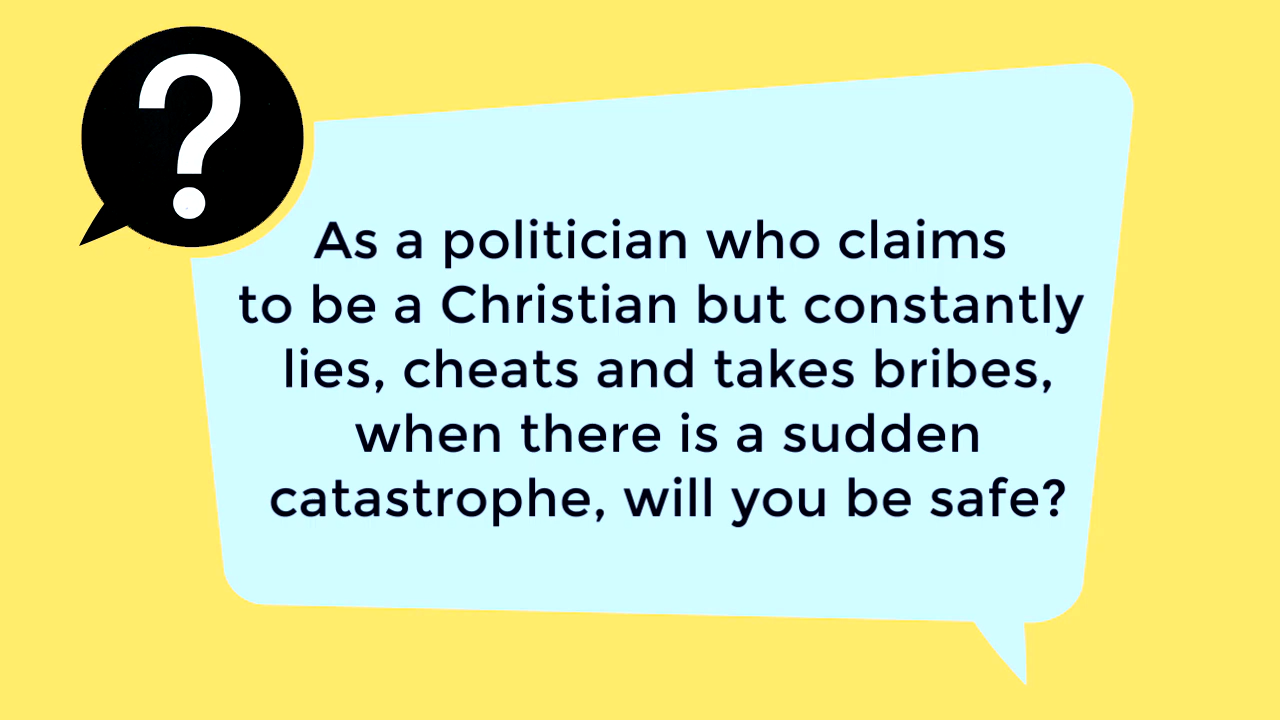 ?
As a politician who claims
to be a Christian but constantly
lies, cheats and takes bribes,
when there is a sudden
catastrophe, will you be safe?